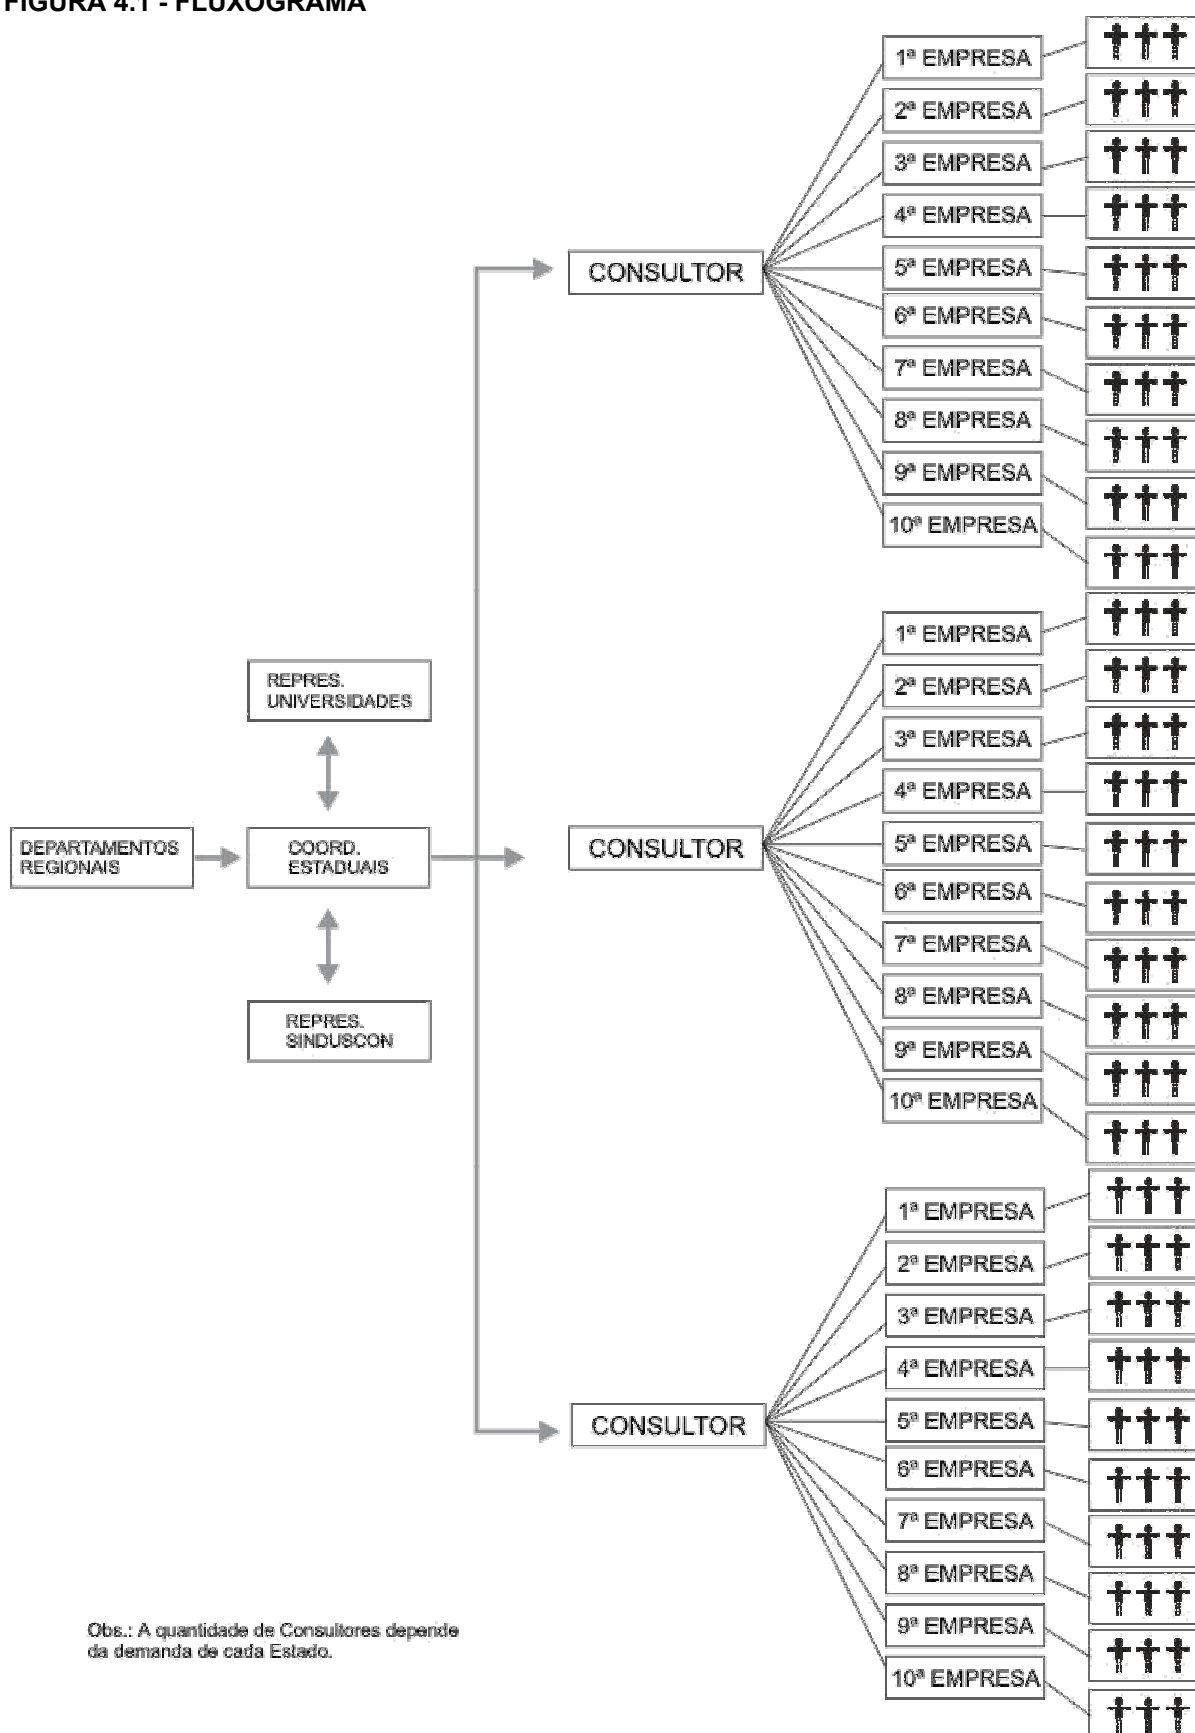 FIGURA 4.1 - FLUXOGRAMA
1ª EMPRESA
2ª EMPRESA
3ª EMPRESA
4ª EMPRESA
CONSULTOR
5ª EMPRESA
6ª EMPRESA
7ª EMPRESA
8ª EMPRESA
9ª EMPRESA
10ª EMPRESA
REPRES.
UNIVERSIDADES
DEPARTAMENTOS
REGIONAIS
COORD.
ESTADUAIS
REPRES.
SINDUSCON
1ª EMPRESA
2ª EMPRESA
3ª EMPRESA
4ª EMPRESA
CONSULTOR
5ª EMPRESA
6ª EMPRESA
7ª EMPRESA
8ª EMPRESA
9ª EMPRESA
10ª EMPRESA
1ª EMPRESA
2ª EMPRESA
3ª EMPRESA
4ª EMPRESA
CONSULTOR
5ª EMPRESA
6ª EMPRESA
7ª EMPRESA
8ª EMPRESA
9ª EMPRESA
10ª EMPRESA
Obs.: A quantidade de Consultores depende
da demanda de cada Estado.